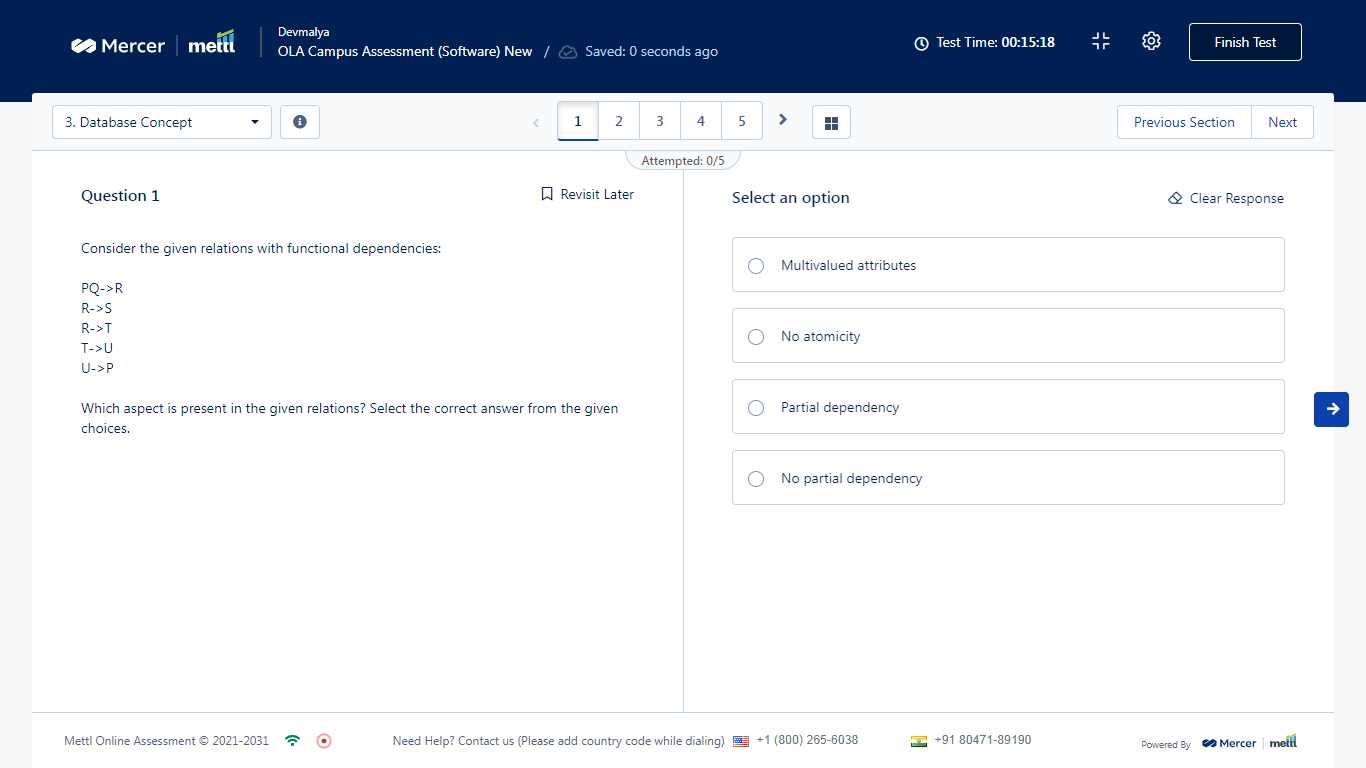 Mercer mettl
Devmalya
OLA Campus Assessment (Software) New / Saved: 0 seconds ago
Test Time: 00:15:18
Finish Test
3. Database Concept
1 2 3 4 5
Previous Section
Next
Attempted: 0/5
Question 1
Revisit Later
Consider the given relations with functional dependencies:
PQ->R
R->S
R->T
T->U
U->P
Which aspect is present in the given relations? Select the correct answer from the given
choices.
Select an option
Clear Response
Multivalued attributes
No atomicity
Partial dependency
No partial dependency
Mettl Online Assessment © 2021-2031
Need Help? Contact us (Please add country code while dialing) +1 (800) 265-6038 +91 80471-89190
Powered By Mercer mettl